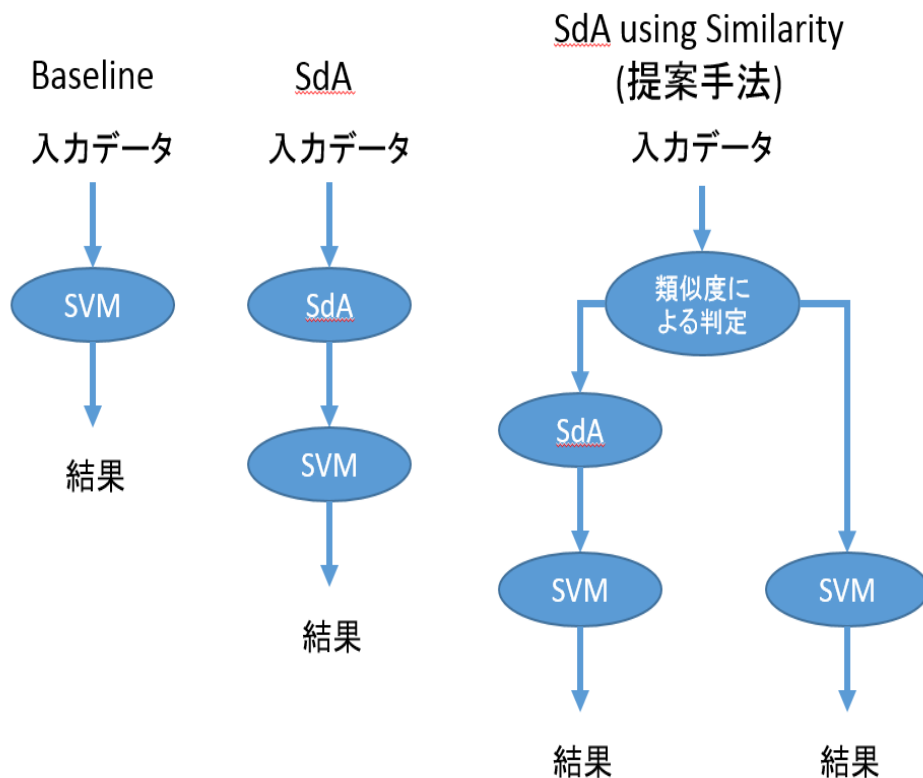 Baseline
入力データ
SVM
結果
SdA
入力データ
SdA
SVM
結果
SdA using Similarity
(提案手法)
入力データ
類似度に
よる判定
SdA
SVM
結果
SVM
結果